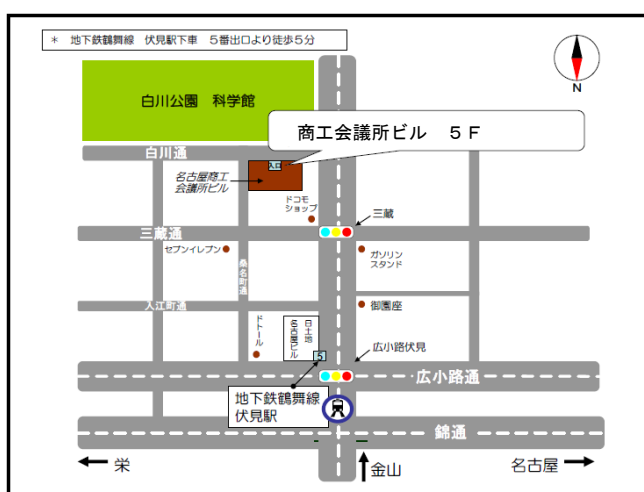 ＊ 地下鉄鶴舞線 伏見駅下車 ５番出口より徒歩５分
N
白川公園 科学館
商工会議所ビル ５Ｆ
白川通
入口
名古屋商工
会議所ビル
ドコモ
ショップ
三蔵
三蔵通
セブンイレブン
桑名町通
ガソリン
スタンド
入江町通
御園座
ドトール
日土地
名古屋ビル
5
広小路伏見
広小路通
地下鉄鶴舞線
伏見駅
錦通
栄
金山
名古屋